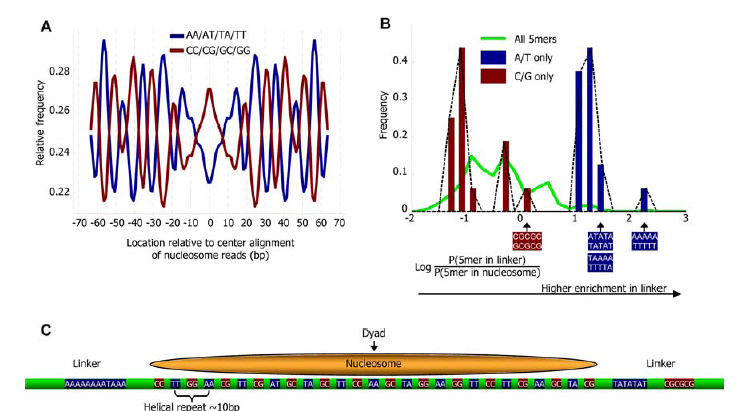 A
AA/AT/TA/TT
CC/CG/GC/GG
Relative frequency
0.28
0.26
0.24
0.22
-70 -60 -50 -40 -30 -20 -10 0 10 20 30 40 50 60 70
Location relative to center alignment
of nucleosome reads (bp)
B
All 5mers
A/T only
C/G only
Frequency
0.4
0.3
0.2
0.1
0
-2 -1 0 1 2 3
CGCGC
GCGCG
ATATA
TATAT
TAAAA
TTTTA
AAAAA
TTTTT
Log P(5mer in linker)
P(5mer in nucleosome)
Higher enrichment in linker
C
Dyad
Linker
Nucleosome
Linker
AAAAAAAATAAA CC TT GG AA CG TT CG AT GC TA GC TT CC AA GC TA GG AA GG TT CC TT CG AA GC TA CG TATATAT CGCGCG
Helical repeat ~10bp